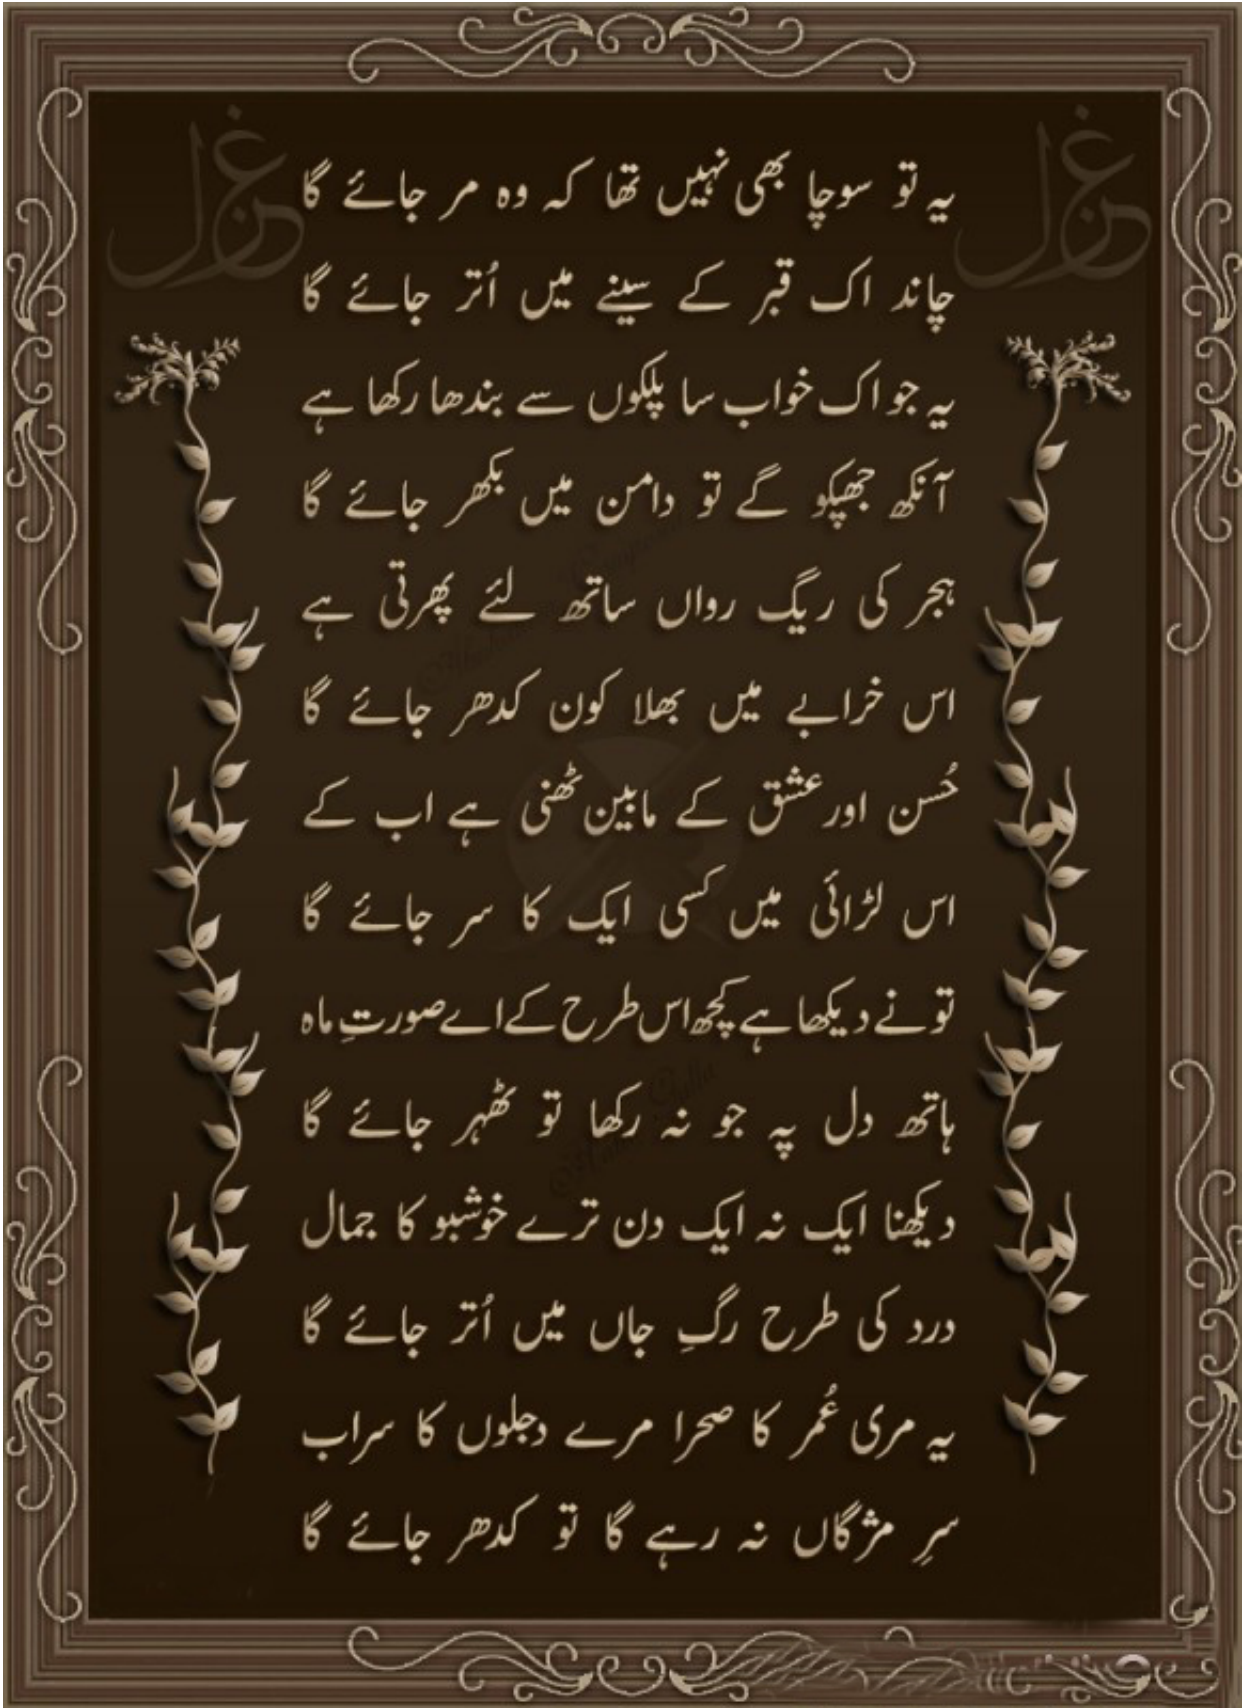 غزل
غزل
یہ تو سوچا بھی نہیں تھا کہ وہ مر جائے گا
چاند اک قبر کے سینے میں اُتر جائے گا
یہ جو اک خواب سا پلکوں سے بندھا رکھا ہے
آنکھ جھپکو گے تو دامن میں بکھر جائے گا
ہجر کی ریگ رواں ساتھ لئے پھرتی ہے
اس خرابے میں بھلا کون کدھر جائے گا
حُسن اور عشق کے مابین ٹھنی ہے اب کے
اس لڑائی میں کسی ایک کا سر جائے گا
تو نے دیکھا ہے کچھ اس طرح کے اے صورتِ ماہ
ہاتھ دل پہ جو نہ رکھا تو ٹھہر جائے گا
دیکھنا ایک نہ ایک دن ترے خوشبو کا جمال
درد کی طرح رگِ جاں میں اُتر جائے گا
یہ مری عُمر کا صحرا مرے دجلوں کا سراب
سرِ مژگاں نہ رہے گا تو کدھر جائے گا